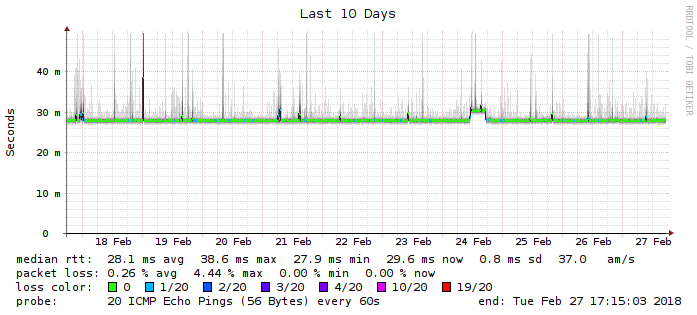 Last 10 Days
RRDTOOL / TOBI OETIKER
Seconds
40 m
30 m
20 m
10 m
0
18 Feb 19 Feb 20 Feb 21 Feb 22 Feb 23 Feb 24 Feb 25 Feb 26 Feb 27 Feb
median rtt: 28.1 ms avg 38.6 ms max 27.9 ms min 29.6 ms now 0.8 ms sd 37.0 am/s
packet loss: 0.26 % avg 4.44 % max 0.00 % min 0.00 % now
loss color: 0 1/20 2/20 3/20 4/20 10/20 19/20
probe: 20 ICMP Echo Pings (56 Bytes) every 60s end: Tue Feb 27 17:15:03 2018